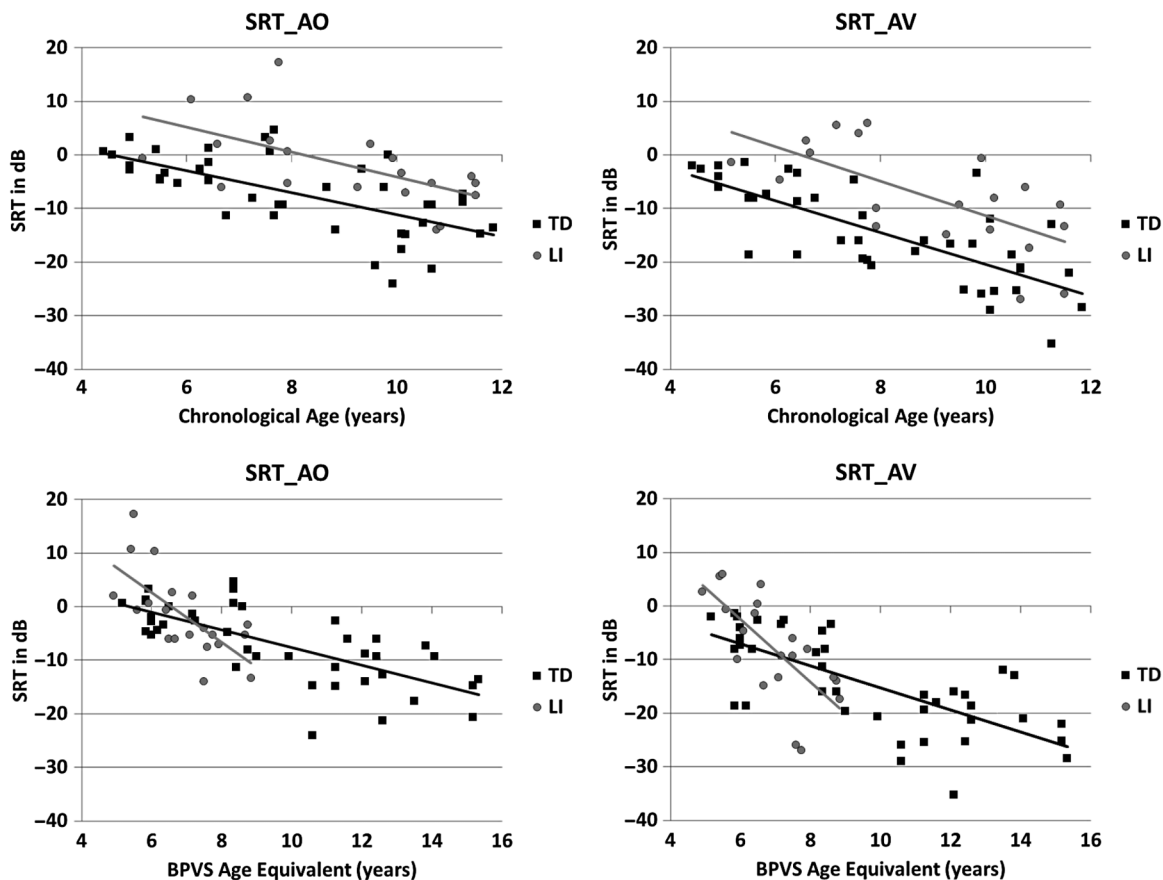 SRT_AO
20
10
0
–10
–20
–30
–40
SRT in dB
4 6 8 10 12
Chronological Age (years)
TD
LI
SRT_AV
20
10
0
–10
–20
–30
–40
SRT in dB
4 6 8 10 12
Chronological Age (years)
TD
LI
SRT_AO
20
10
0
–10
–20
–30
–40
SRT in dB
4 6 8 10 12 14 16
BPVS Age Equivalent (years)
TD
LI
SRT_AV
20
10
0
–10
–20
–30
–40
SRT in dB
4 6 8 10 12 14 16
BPVS Age Equivalent (years)
TD
LI